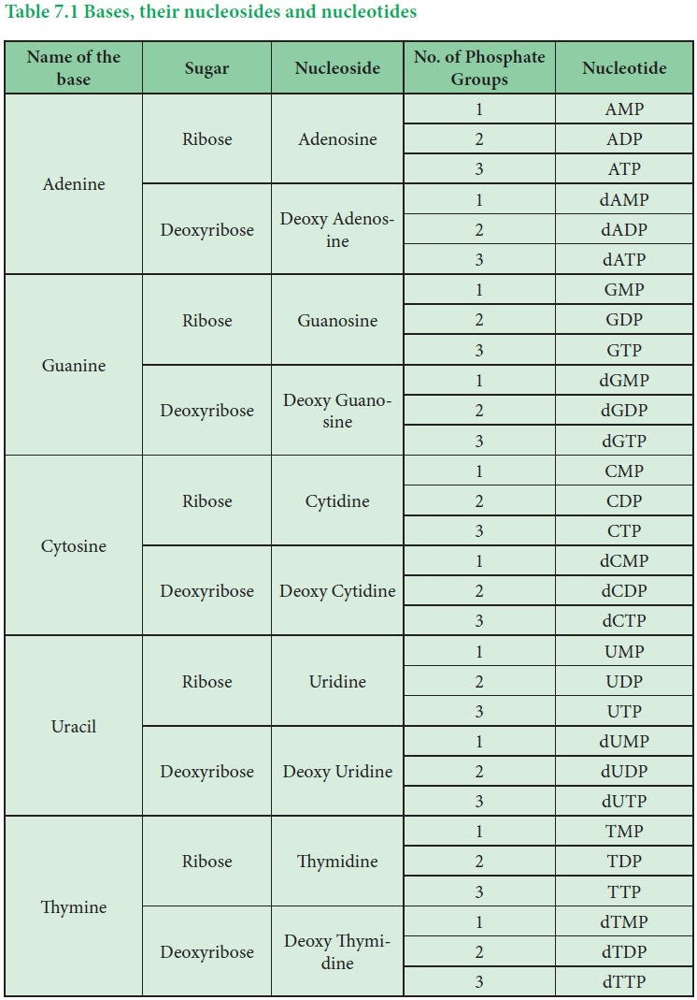 Table 7.1 Bases, their nucleosides and nucleotides
Name of the base | Sugar | Nucleoside | No. of Phosphate Groups | Nucleotide
Adenine | Ribose | Adenosine | 1 | AMP
2 | ADP
3 | ATP
Deoxyribose | Deoxy Adenos-ine | 1 | dAMP
2 | dADP
3 | dATP
Guanine | Ribose | Guanosine | 1 | GMP
2 | GDP
3 | GTP
Deoxyribose | Deoxy Guano-sine | 1 | dGMP
2 | dGDP
3 | dGTP
Cytosine | Ribose | Cytidine | 1 | CMP
2 | CDP
3 | CTP
Deoxyribose | Deoxy Cytidine | 1 | dCMP
2 | dCDP
3 | dCTP
Uracil | Ribose | Uridine | 1 | UMP
2 | UDP
3 | UTP
Deoxyribose | Deoxy Uridine | 1 | dUMP
2 | dUDP
3 | dUTP
Thymine | Ribose | Thymidine | 1 | TMP
2 | TDP
3 | TTP
Deoxyribose | Deoxy Thymi-dine | 1 | dTMP
2 | dTDP
3 | dTTP